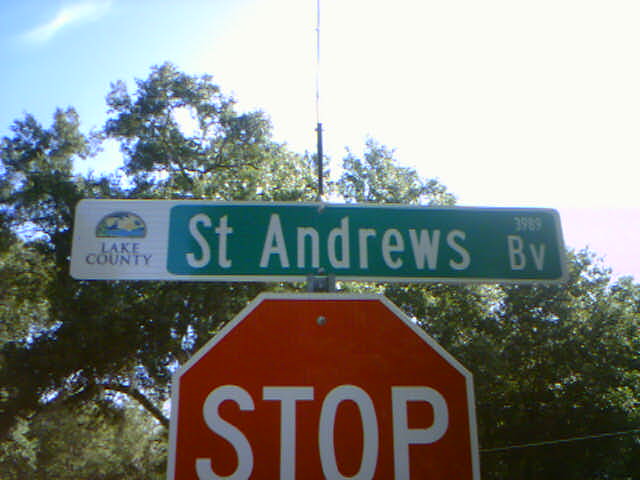 LAKE
COUNTY
St Andrews Bv
3989
STOP